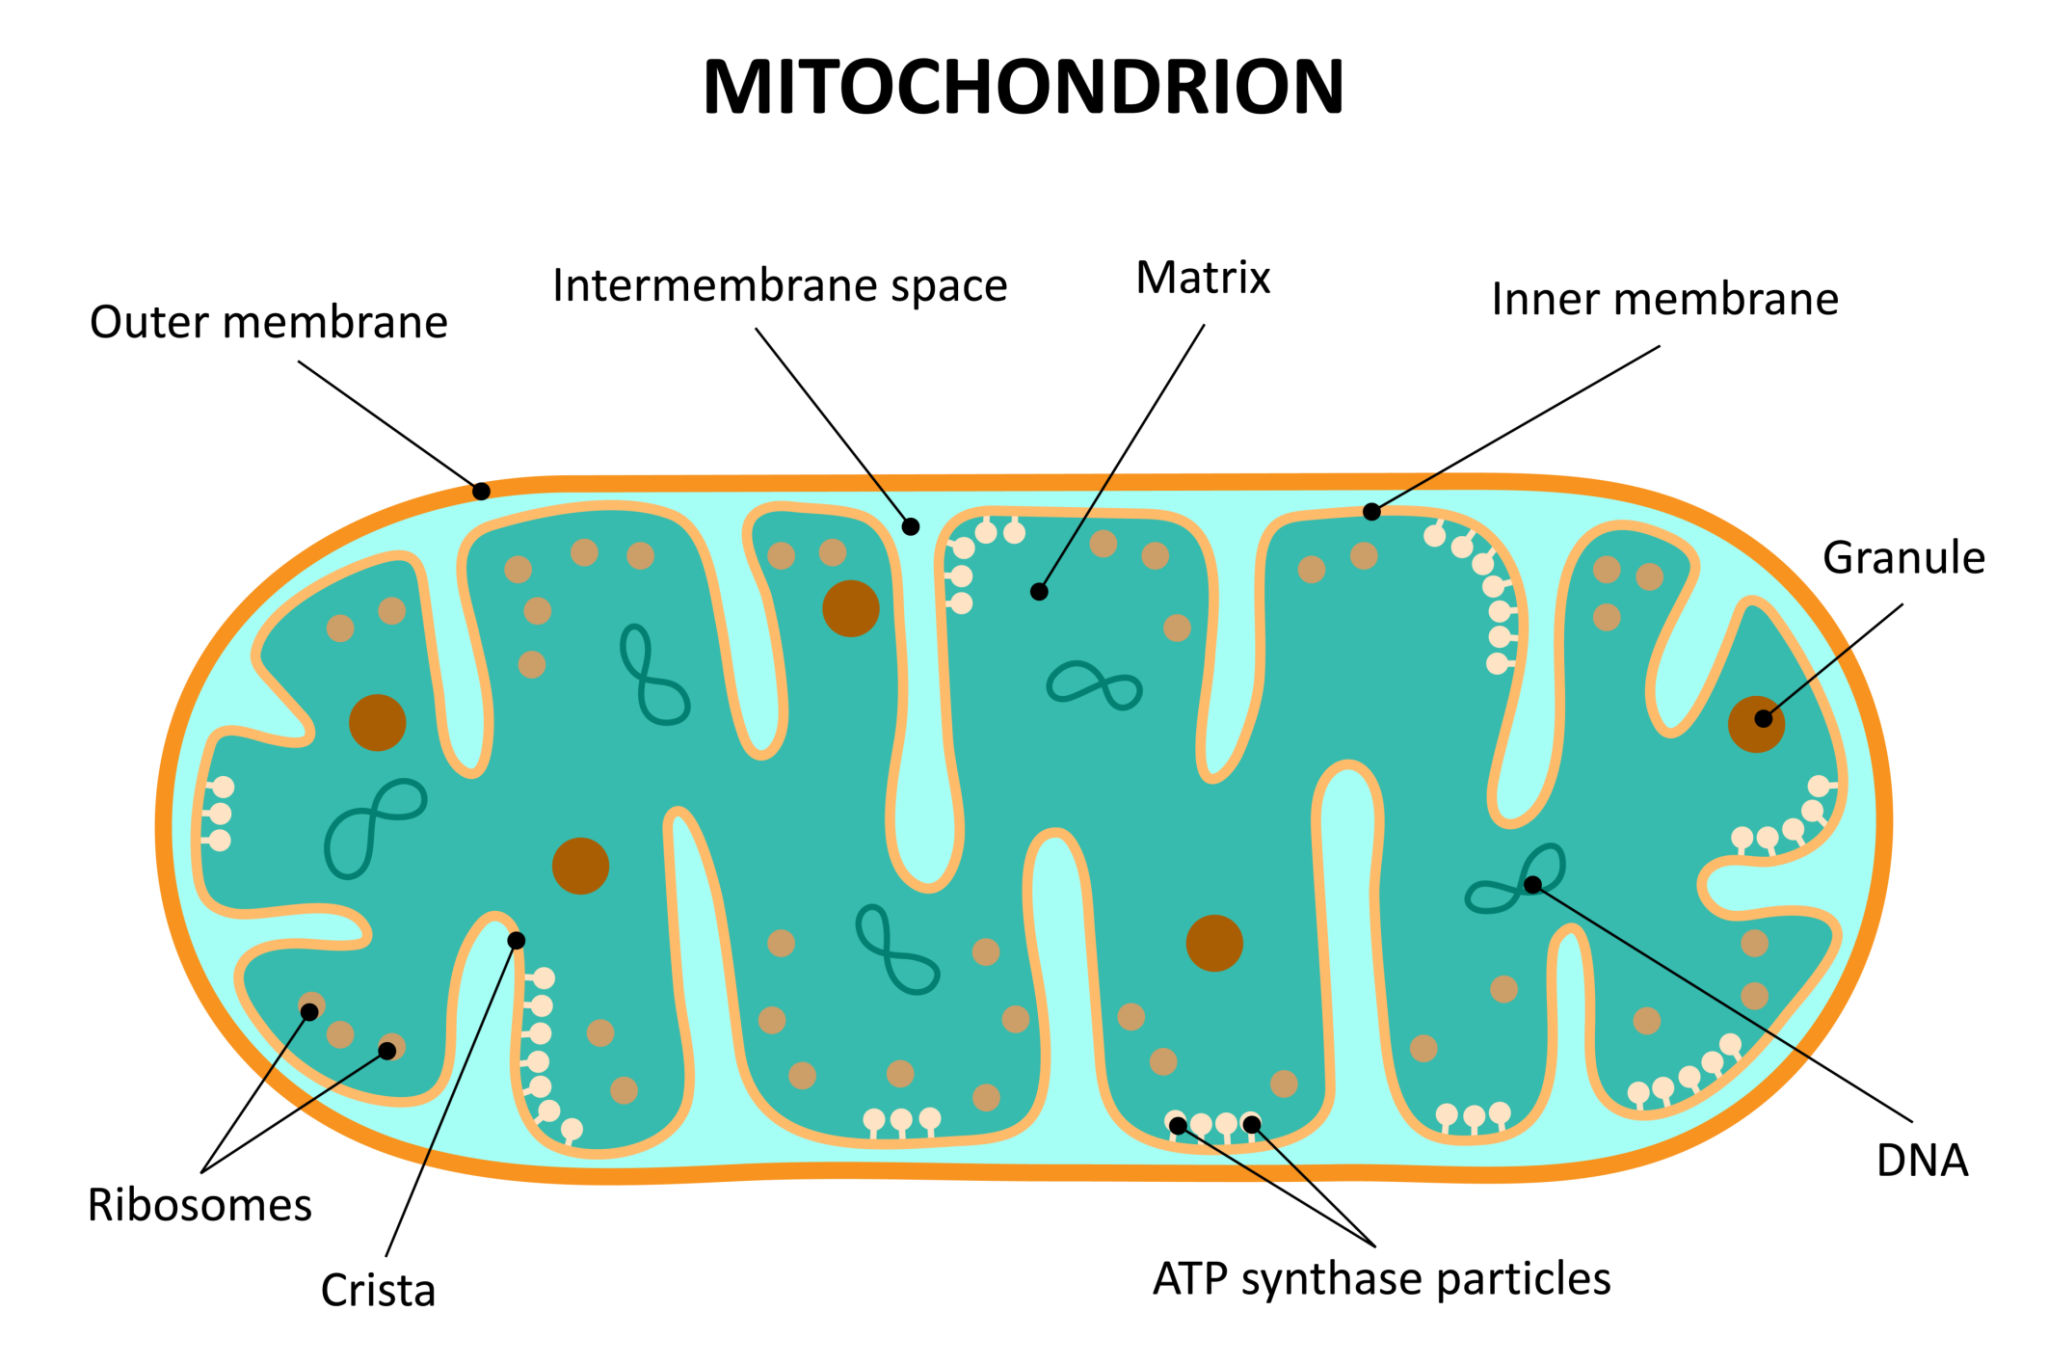 MITOCHONDRION
Outer membrane
Intermembrane space
Matrix
Inner membrane
Granule
Ribosomes
Crista
ATP synthase particles
DNA